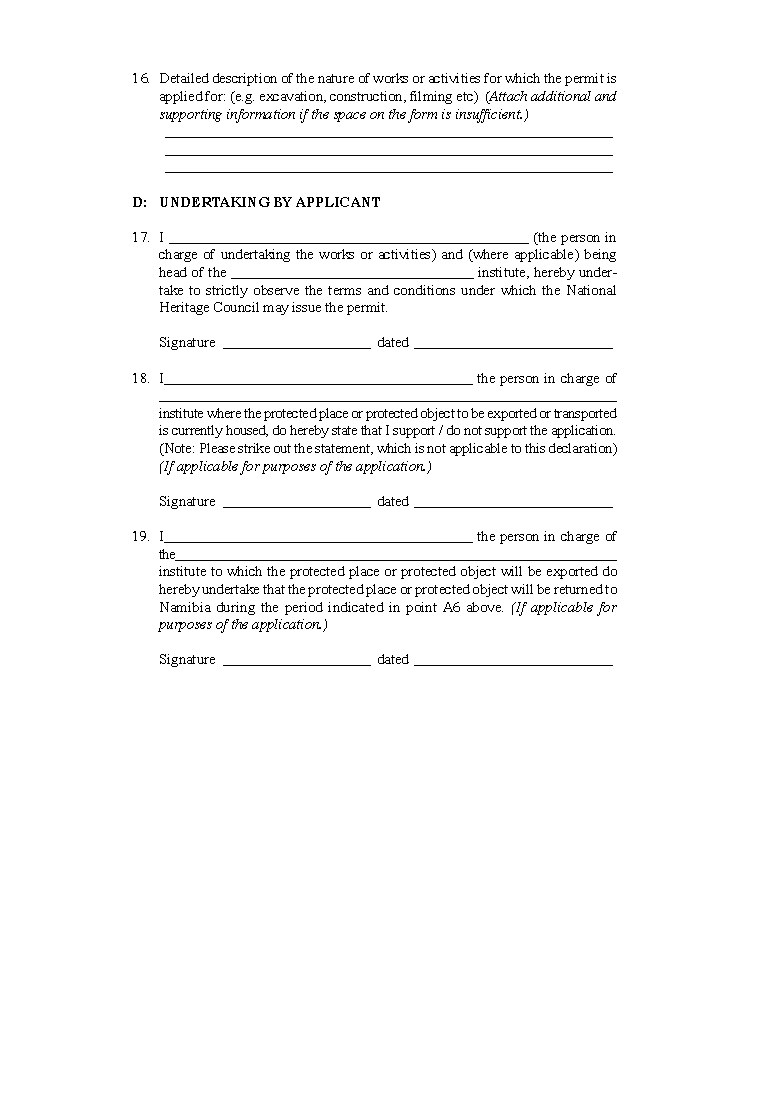 16. Detailed description of the nature of works or activities for which the permit is
applied for: (e.g. excavation, construction, filming etc) (Attach additional and
supporting information if the space on the form is insufficient.)
D: UNDERTAKING BY APPLICANT
17. I ____________________ (the person in
charge of undertaking the works or activities) and (where applicable) being
head of the ____________________ institute, hereby under-
take to strictly observe the terms and conditions under which the National
Heritage Council may issue the permit.
Signature ____________________ dated ____________________
18. I____________________ the person in charge of
____________________
institute where the protected place or protected object to be exported or transported
is currently housed, do hereby state that I support / do not support the application.
(Note: Please strike out the statement, which is not applicable to this declaration)
(If applicable for purposes of the application.)
Signature ____________________ dated ____________________
19. I____________________ the person in charge of
the____________________
institute to which the protected place or protected object will be exported do
hereby undertake that the protected place or protected object will be returned to
Namibia during the period indicated in point A6 above. (If applicable for
purposes of the application.)
Signature ____________________ dated ____________________